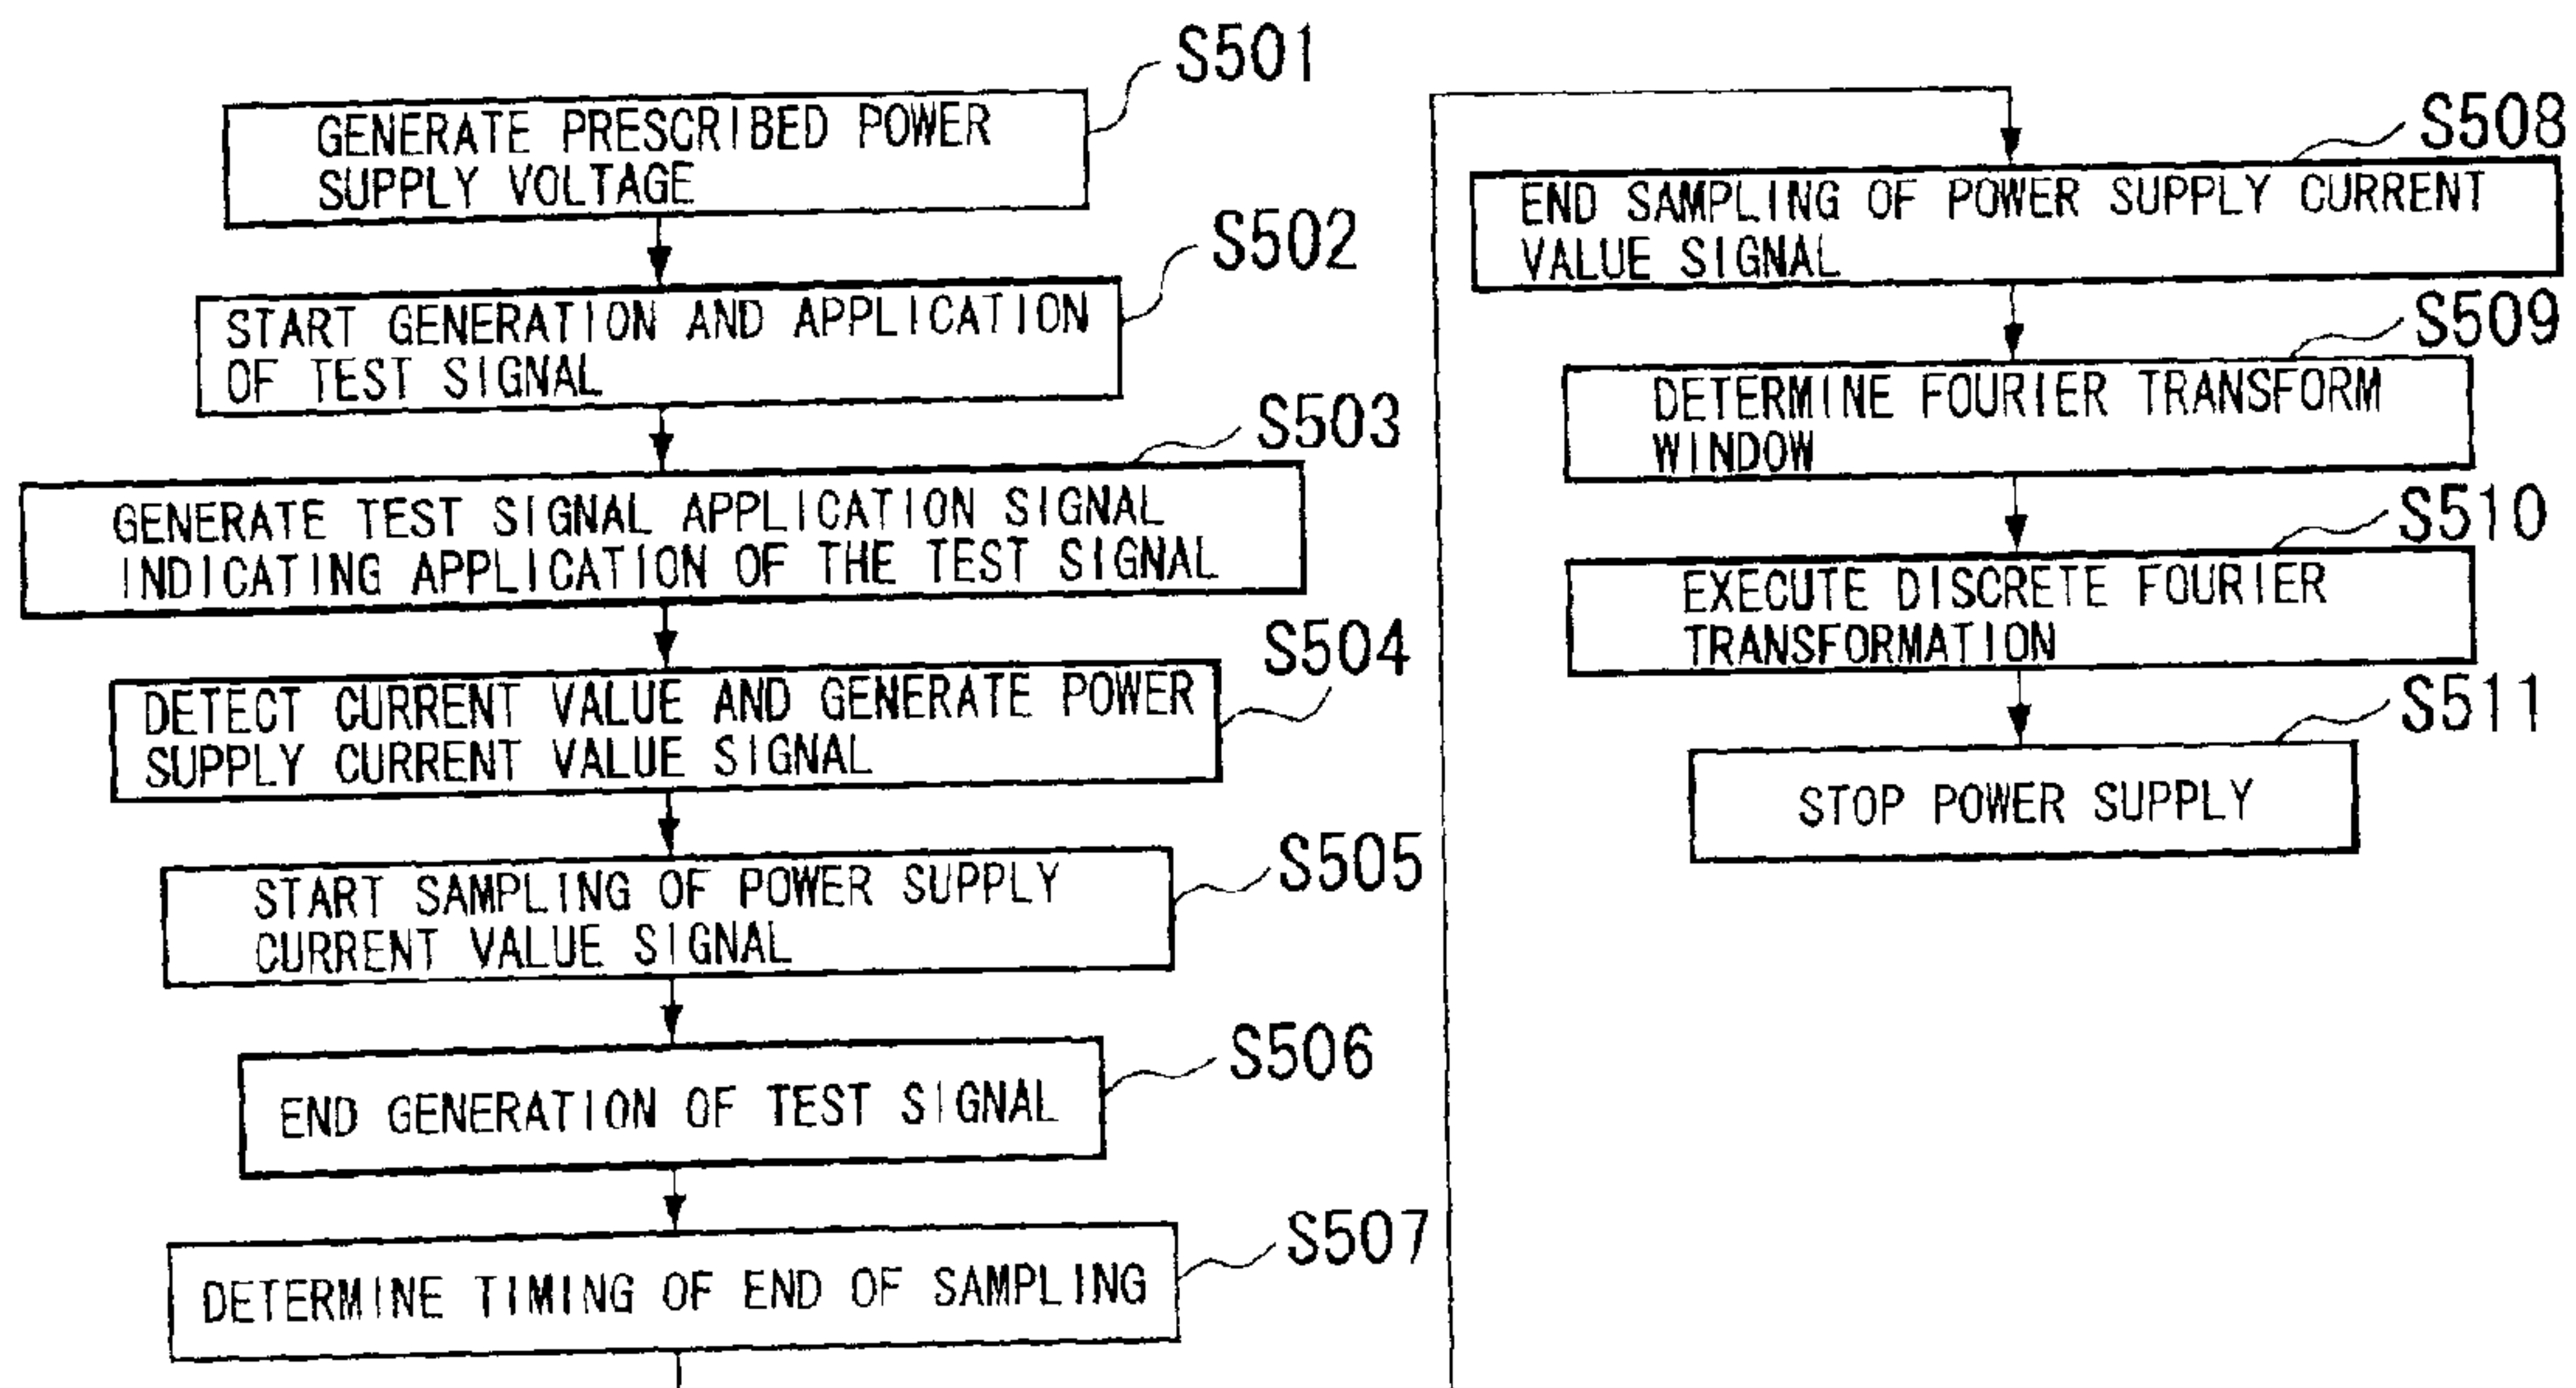 S501
GENERATE PRESCRIBED POWER
SUPPLY VOLTAGE
S502
START GENERATION AND APPLICATION
OF TEST SIGNAL
S503
GENERATE TEST SIGNAL APPLICATION SIGNAL
INDICATING APPLICATION OF THE TEST SIGNAL
S504
DETECT CURRENT VALUE AND GENERATE POWER
SUPPLY CURRENT VALUE SIGNAL
S505
START SAMPLING OF POWER SUPPLY
CURRENT VALUE SIGNAL
S506
END GENERATION OF TEST SIGNAL
S507
DETERMINE TIMING OF END OF SAMPLING
S508
END SAMPLING OF POWER SUPPLY CURRENT
VALUE SIGNAL
S509
DETERMINE FOURIER TRANSFORM
WINDOW
S510
EXECUTE DISCRETE FOURIER
TRANSFORMATION
S511
STOP POWER SUPPLY